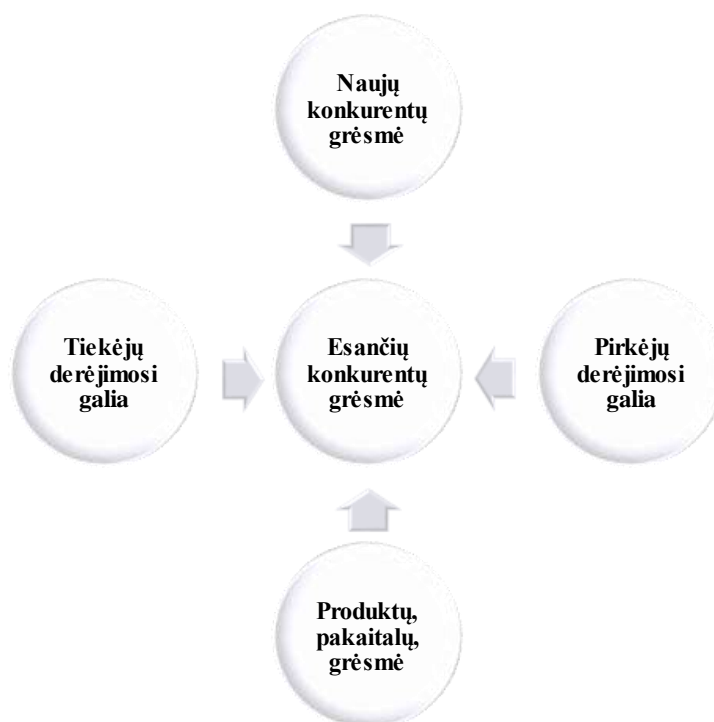 Naujų
konkurentų
grėsmė
Tiekėjų
derėjimosi
galia
Esančių
konkurentų
grėsmė
Pirkėjų
derėjimosi
galia
Produktų,
pakaitalų,
grėsmė